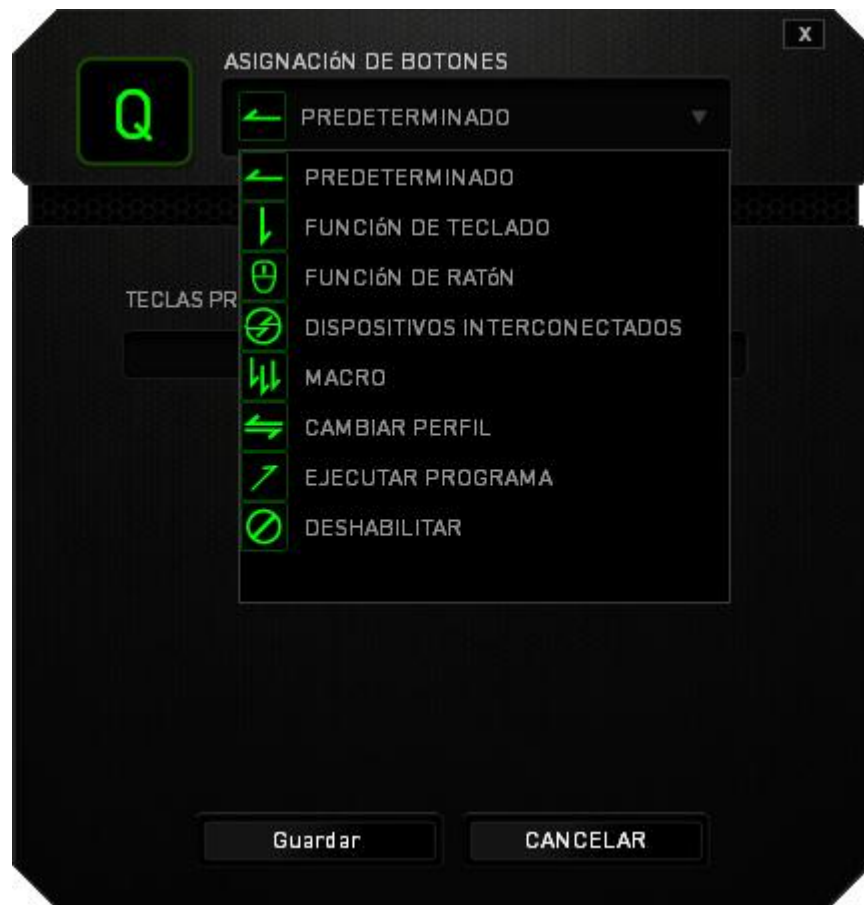 X
ASIGNACIóN DE BOTONES
Q
PREDETERMINADO
PREDETERMINADO
FUNCIóN DE TECLADO
FUNCIóN DE RATóN
TECLAS PR
DISPOSITIVOS INTERCONECTADOS
MACRO
CAMBIAR PERFIL
EJECUTAR PROGRAMA
DESHABILITAR
Guardar
CANCELAR